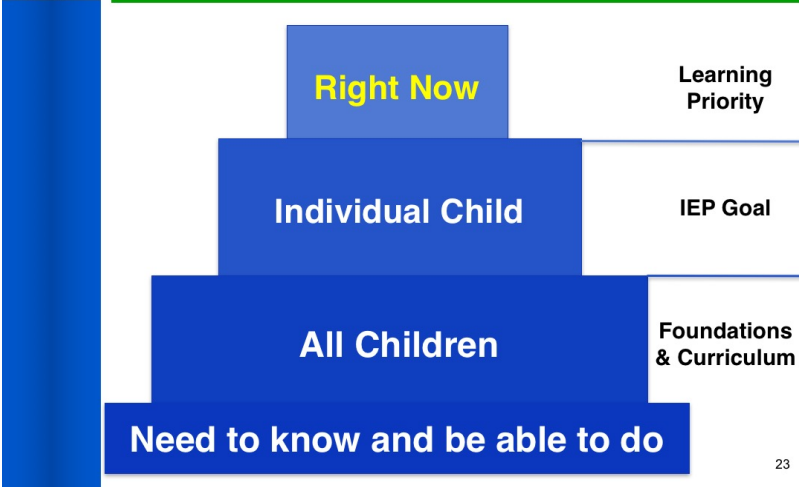 Right Now
Learning
Priority
Individual Child
IEP Goal
All Children
Foundations
& Curriculum
Need to know and be able to do
23